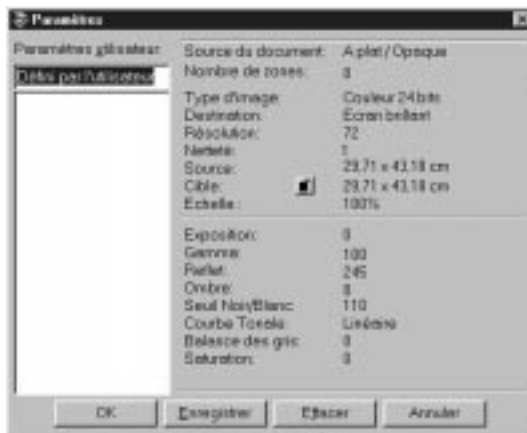 Paramètres
Paramètres utilisateur
Défini par l'utilisateur
Source du document: A plat / Opaque
Nombre de zones: 0
Type d'image: Couleur 24 bits
Destination: Ecran brillant
Résolution: 72
Netteté: 1
Source: 29,71 x 43,18 cm
Cible: 29,71 x 43,18 cm
Echelle: 100%
Exposition: 0
Gamma: 100
Reflet: 245
Ombre: 8
Seuil Noir/Blanc: 110
Courbe Tonale: Linéaire
Balance des gris: 0
Saturation: 0
OK Enregistrer Effacer Annuler